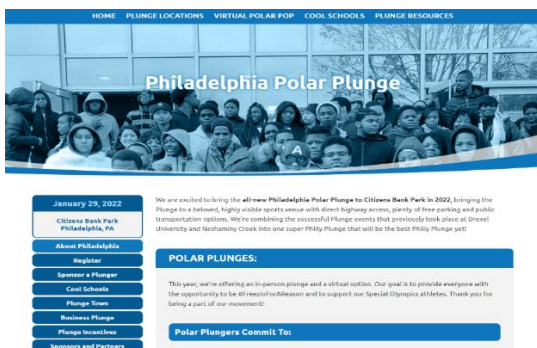 HOME PLUNGE LOCATIONS VIRTUAL POLAR POP COOL SCHOOLS PLUNGE RESOURCES
Philadelphia Polar Plunge
A
January 29, 2022
Citizens Bank Park
Philadelphia, PA
About Philadelphia
Register
Sponsor a Plunger
Cool Schools
Plunge Town
Business Plunge
Plunge Incentives
Sponsors and Partners
We are excited to bring the all-new Philadelphia Polar Plunge to Citizens Bank Park in 2022, bringing the
Plunge to a beloved, highly visible sports venue with direct highway access, plenty of free parking and public
transportation options. We're combining the successful Plunge events that previously took place at Drexel
University and Neshaminy Creek into one super Philly Plunge that will be the best Philly Plunge yet!
POLAR PLUNGES:
This year, we're offering an in-person plunge and a virtual option. Our goal is to provide everyone with
the opportunity to be #FreezinForAReason and to support our Special Olympics athletes. Thank you for
being a part of our movement!
Polar Plungers Commit To: